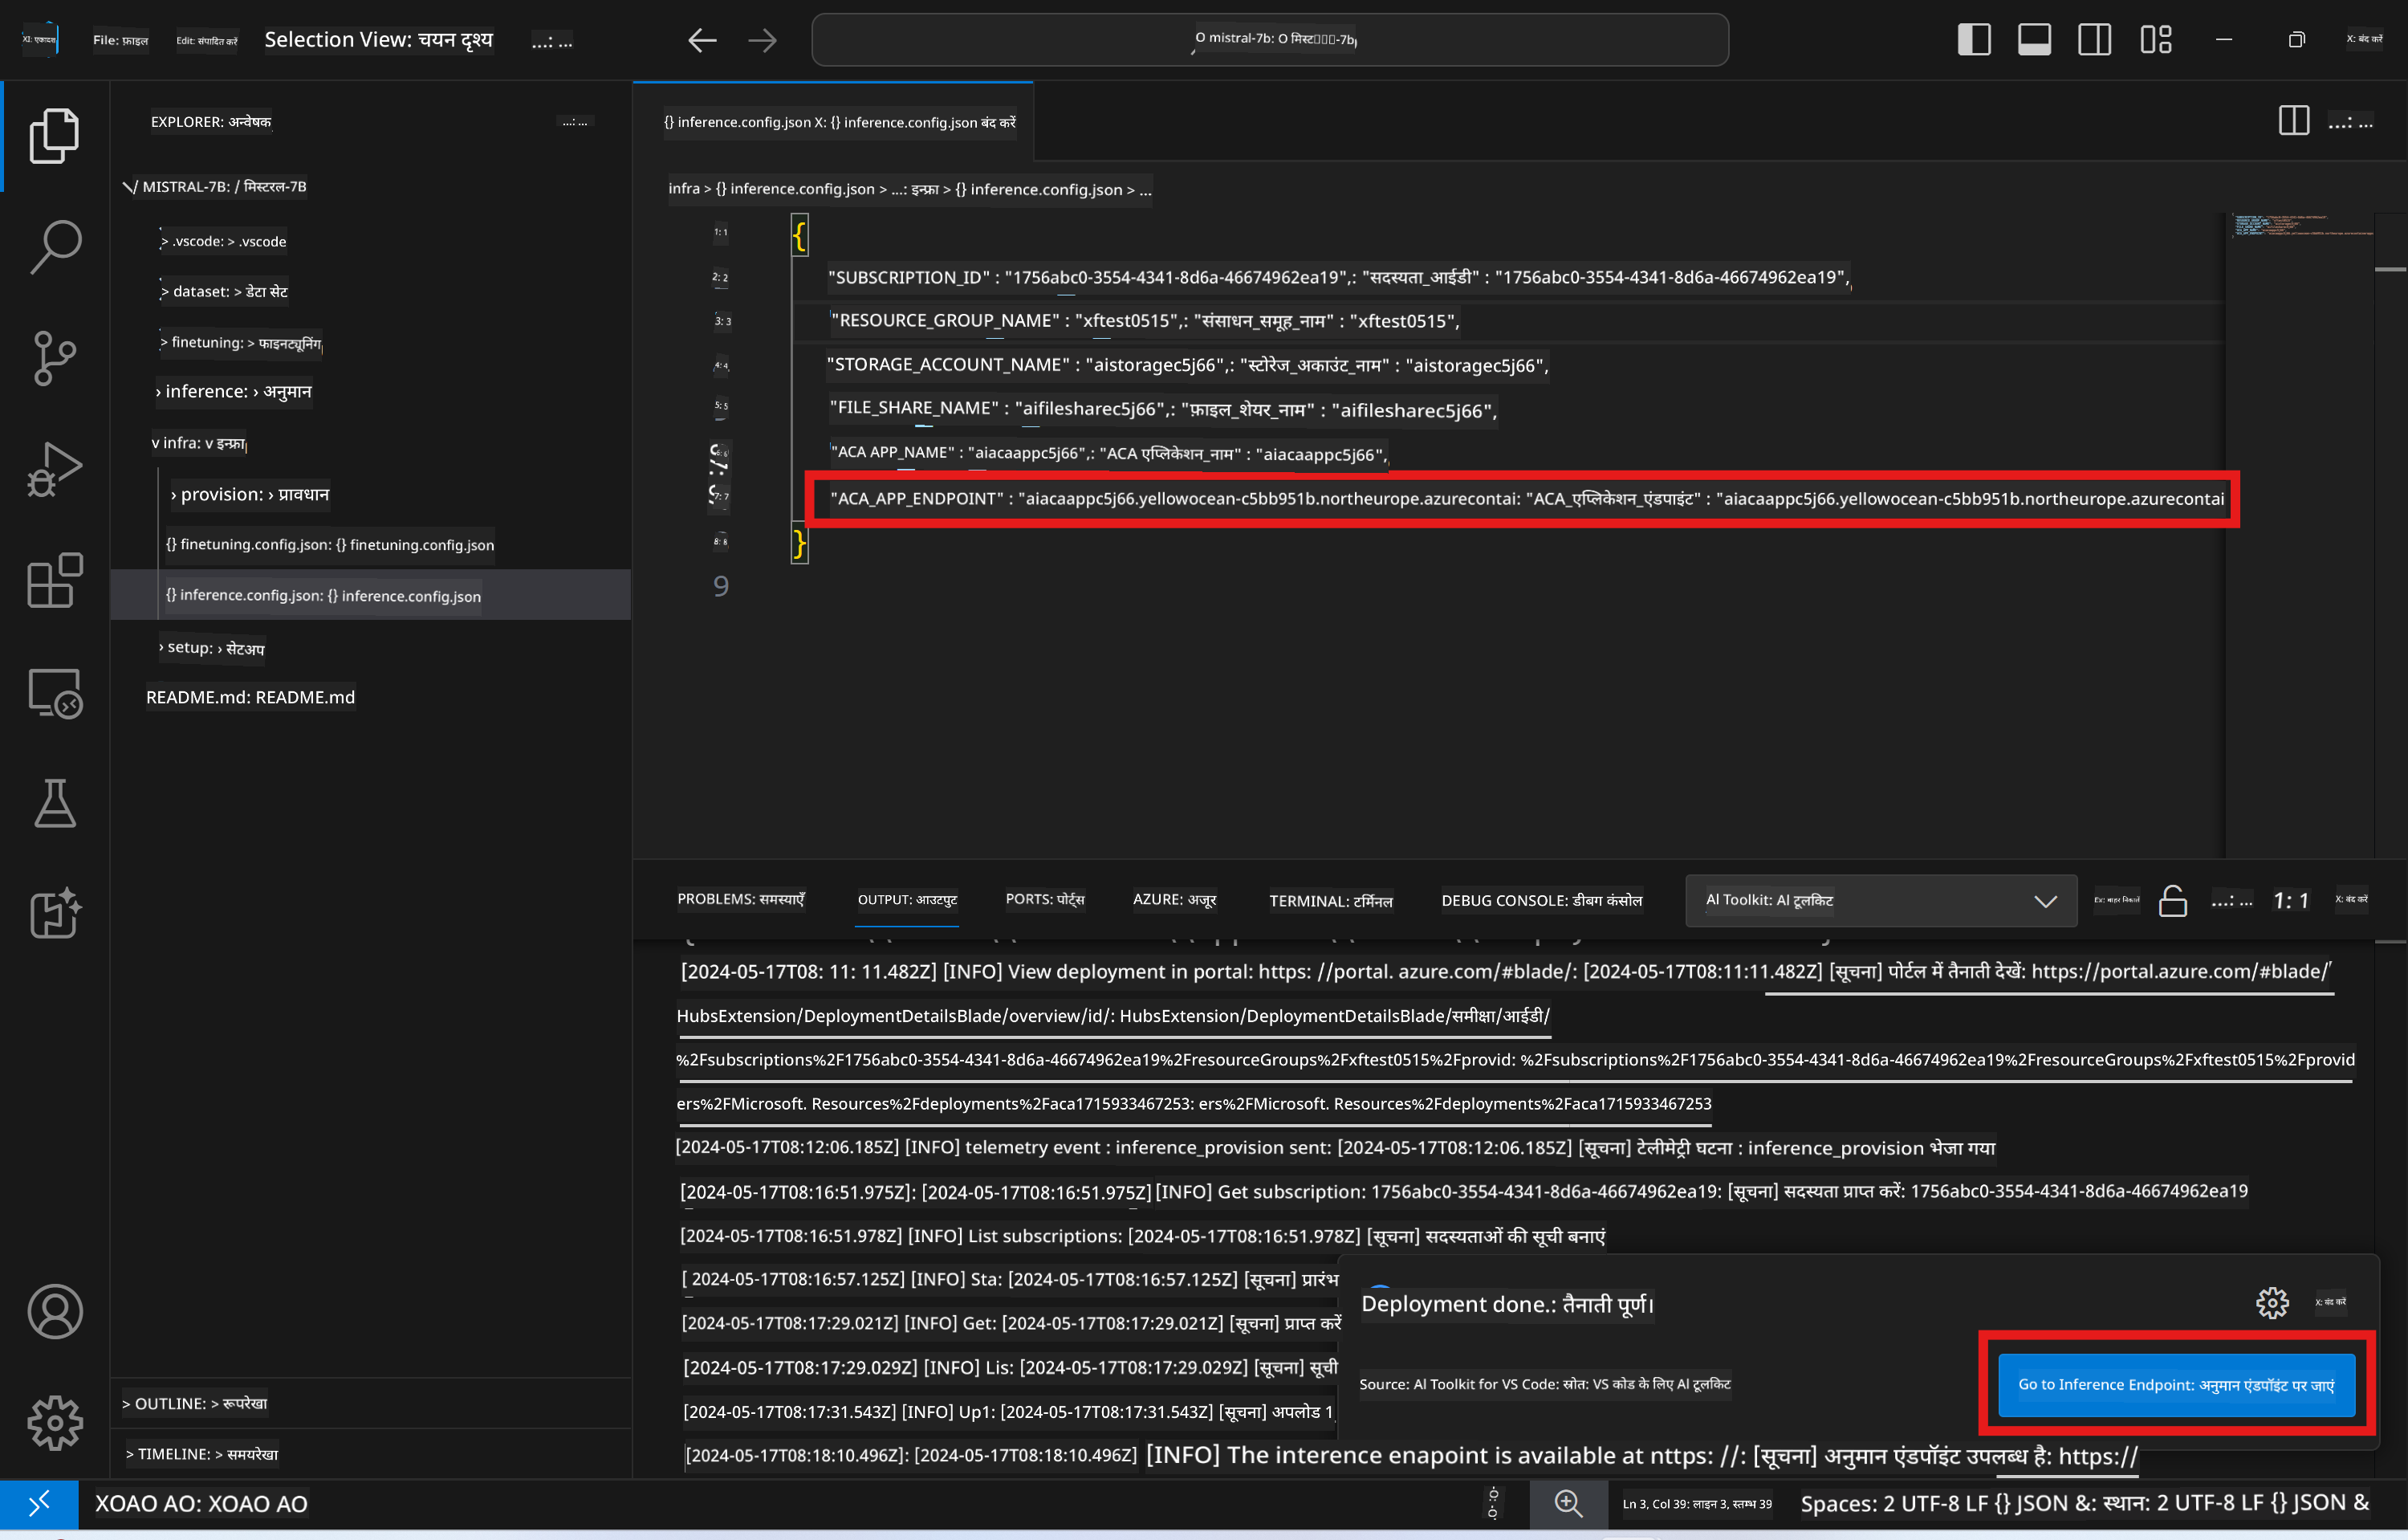 XI: एकादश
File: फ़ाइल
Edit: संपादित करें
Selection View: चयन दृश्य
...: ...
O mistral-7b: O मिस्ट▯▯▯-7b
X: बंद करें
EXPLORER: अन्वेषक
...: ...
/ MISTRAL-7B: / मिस्टरल-7B
> .vscode: > .vscode
> dataset: > डेटा सेट
> finetuning: > फाइनट्यूनिंग
› inference: › अनुमान
v infra: v इन्फ्रा
› provision: › प्रावधान
{} finetuning.config.json: {} finetuning.config.json
{} inference.config.json: {} inference.config.json
› setup: › सेटअप
README.md: README.md
> OUTLINE: > रूपरेखा
> TIMELINE: > समयरेखा
{} inference.config.json X: {} inference.config.json बंद करें
...: ...
infra > {} inference.config.json > ...: इन्फ्रा > {} inference.config.json > ...
1: 1 {
2: 2 "SUBSCRIPTION_ID" : "1756abc0-3554-4341-8d6a-46674962ea19",: "सदस्यता_आईडी" : "1756abc0-3554-4341-8d6a-46674962ea19",
3: 3 "RESOURCE_GROUP_NAME" : "xftest0515",: "संसाधन_समूह_नाम" : "xftest0515",
4: 4 "STORAGE_ACCOUNT_NAME" : "aistoragec5j66",: "स्टोरेज_अकाउंट_नाम" : "aistoragec5j66",
5: 5 "FILE_SHARE_NAME" : "aifilesharec5j66",: "फ़ाइल_शेयर_नाम" : "aifilesharec5j66",
6: 6 "ACA APP_NAME" : "aiacaappc5j66",: "ACA एप्लिकेशन_नाम" : "aiacaappc5j66",
7: 7 "ACA_APP_ENDPOINT" : "aiacaappc5j66.yellowocean-c5bb951b.northeurope.azurecontai: "ACA_एप्लिकेशन_एंडपाइंट" : "aiacaappc5j66.yellowocean-c5bb951b.northeurope.azurecontai
8: 8 }
9
PROBLEMS: समस्याएँ
OUTPUT: आउटपुट
PORTS: पोर्ट्स
AZURE: अजूर
TERMINAL: टर्मिनल
DEBUG CONSOLE: डीबग कंसोल
Al Toolkit: Al टूलकिट
...: ...
1: 1
X: बंद करें
[2024-05-17T08: 11: 11.482Z] [INFO] View deployment in portal: https: //portal. azure.com/#blade/: [2024-05-17T08:11:11.482Z] [सूचना] पोर्टल में तैनाती देखें: https://portal.azure.com/#blade/
HubsExtension/DeploymentDetailsBlade/overview/id/: HubsExtension/DeploymentDetailsBlade/समीक्षा/आईडी/
%2Fsubscriptions%2F1756abc0-3554-4341-8d6a-46674962ea19%2FresourceGroups%2Fxftest0515%2Fprovid: %2Fsubscriptions%2F1756abc0-3554-4341-8d6a-46674962ea19%2FresourceGroups%2Fxftest0515%2Fprovid
ers%2FMicrosoft. Resources%2Fdeployments%2Faca1715933467253: ers%2FMicrosoft. Resources%2Fdeployments%2Faca1715933467253
[2024-05-17T08:12:06.185Z] [INFO] telemetry event : inference_provision sent: [2024-05-17T08:12:06.185Z] [सूचना] टेलीमेट्री घटना : inference_provision भेजा गया
[2024-05-17T08:16:51.975Z]: [2024-05-17T08:16:51.975Z] [INFO] Get subscription: 1756abc0-3554-4341-8d6a-46674962ea19: [सूचना] सदस्यता प्राप्त करें: 1756abc0-3554-4341-8d6a-46674962ea19
[2024-05-17T08:16:51.978Z] [INFO] List subscriptions: [2024-05-17T08:16:51.978Z] [सूचना] सदस्यताओं की सूची बनाएं
[ 2024-05-17T08:16:57.125Z] [INFO] Sta: [2024-05-17T08:16:57.125Z] [सूचना] प्रारंभ
[2024-05-17T08:17:29.021Z] [INFO] Get: [2024-05-17T08:17:29.021Z] [सूचना] प्राप्त करें
[2024-05-17T08:17:29.029Z] [INFO] Lis: [2024-05-17T08:17:29.029Z] [सूचना] सूची
[2024-05-17T08:17:31.543Z] [INFO] Up1: [2024-05-17T08:17:31.543Z] [सूचना] अपलोड 1
[2024-05-17T08:18:10.496Z]: [2024-05-17T08:18:10.496Z] [INFO] The interence enapoint is available at nttps: //: [सूचना] अनुमान एंडपॉइंट उपलब्ध है: https://
Deployment done.: तैनाती पूर्ण।
X: बंद करें
Source: Al Toolkit for VS Code: स्रोत: VS कोड के लिए Al टूलकिट
Go to Inference Endpoint: अनुमान एंडपॉइंट पर जाएं
XOAO AO: XOAO AO
Ln 3, Col 39: लाइन 3, स्तम्भ 39
Spaces: 2 UTF-8 LF {} JSON &: स्थान: 2 UTF-8 LF {} JSON &